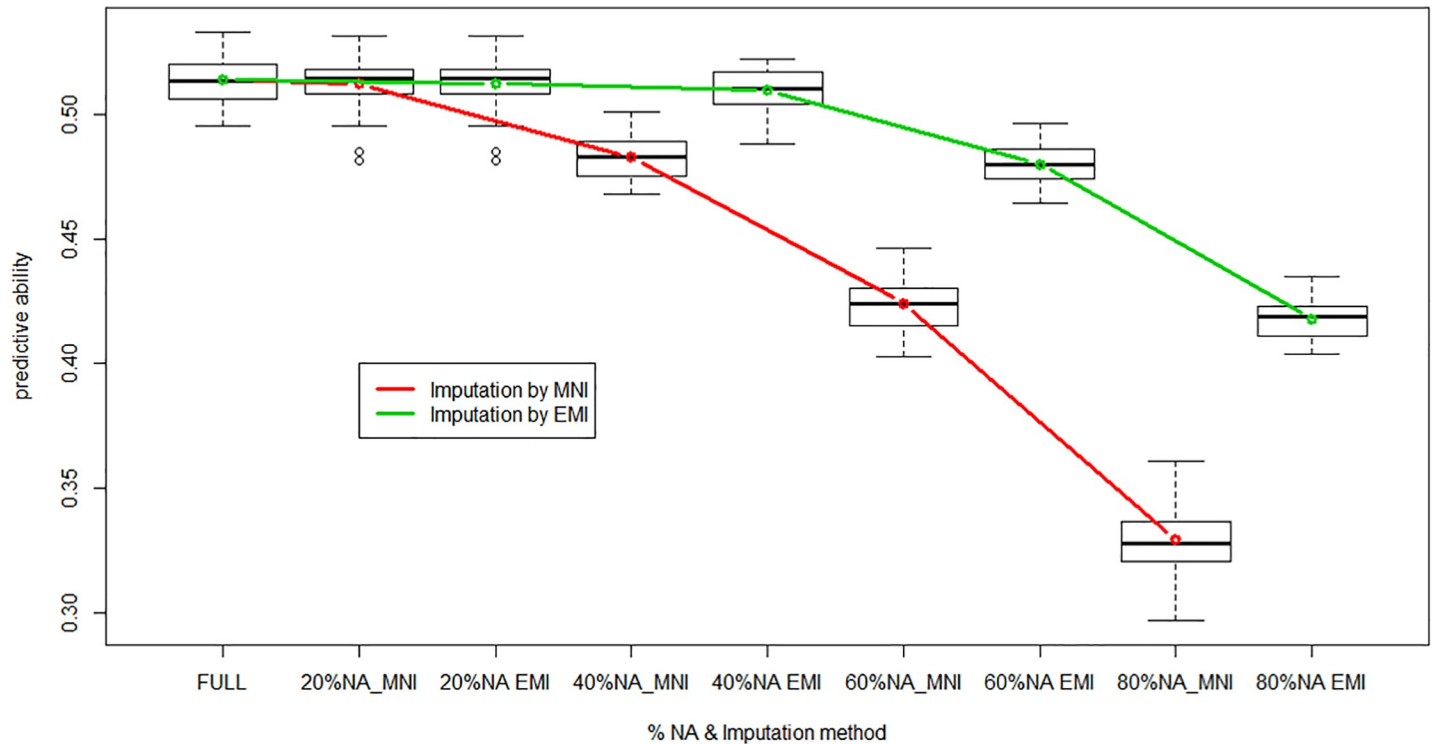 predictive ability
0.50
0.45
0.40
0.35
0.30
Imputation by MNI
Imputation by EMI
FULL 20%NA_MNI 20%NA EMI 40%NA_MNI 40%NA EMI 60%NA_MNI 60%NA EMI 80%NA_MNI 80%NA EMI
% NA & Imputation method